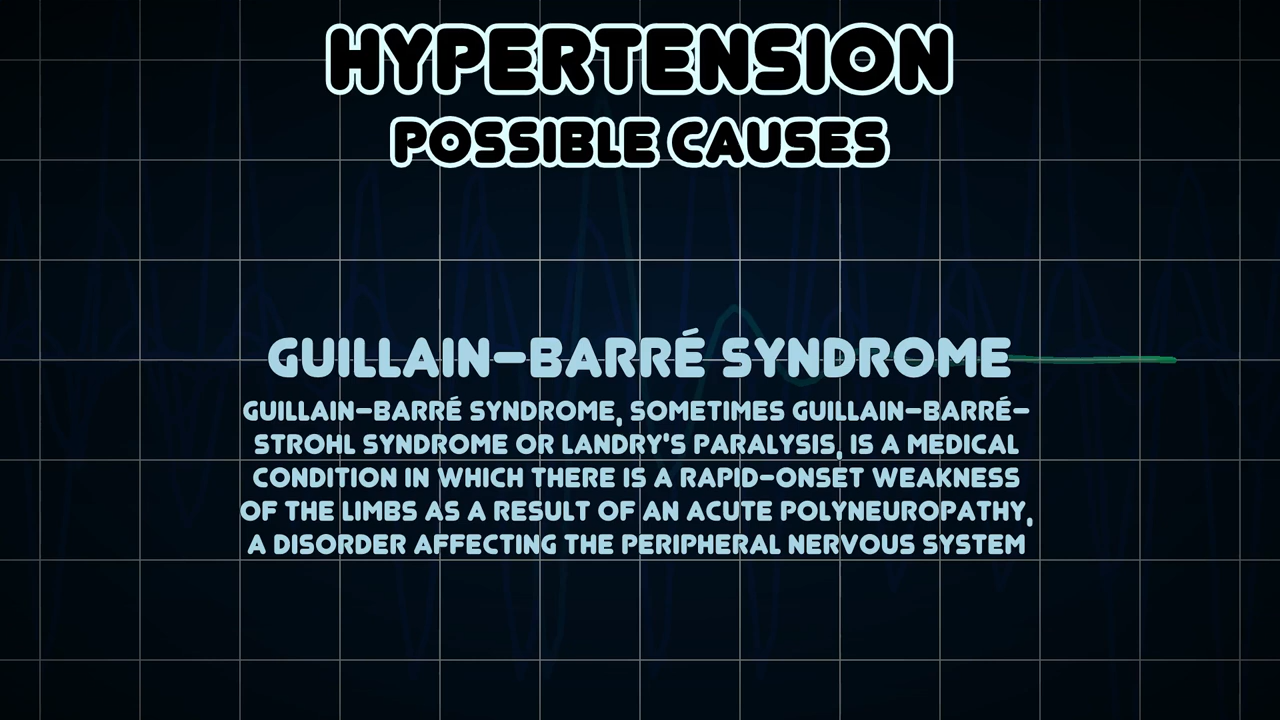 HYPERTENSION
POSSIBLE CAUSES
GUILLAIN-BARRÉ SYNDROME
GUILLAIN-BARRÉ SYNDROME, SOMETIMES GUILLAIN-BARRÉ-
STROHL SYNDROME OR LANDRY'S PARALYSIS, IS A MEDICAL
CONDITION IN WHICH THERE IS A RAPID-ONSET WEAKNESS
OF THE LIMBS AS A RESULT OF AN ACUTE POLYNEUROPATHY,
A DISORDER AFFECTING THE PERIPHERAL NERVOUS SYSTEM